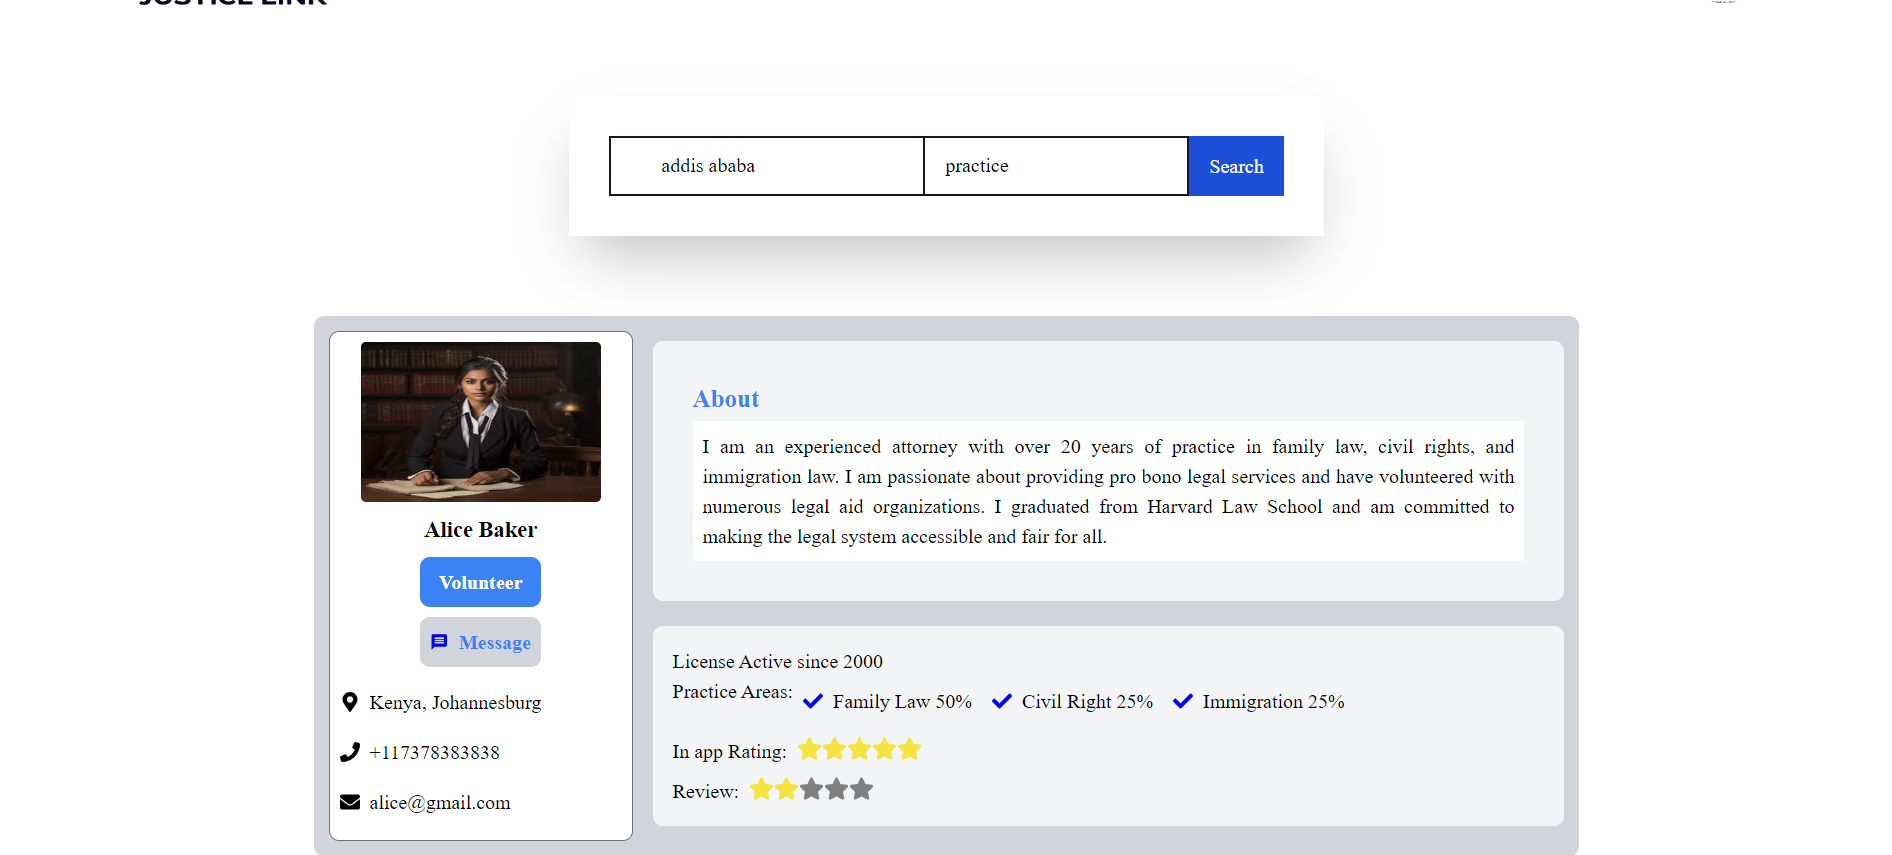 JUSTICE LINK
addis ababa
practice
Search
Alice Baker
Volunteer
Message
Kenya, Johannesburg
+117378383838
alice@gmail.com
About
I am an experienced attorney with over 20 years of practice in family law, civil rights, and
immigration law. I am passionate about providing pro bono legal services and have volunteered with
numerous legal aid organizations. I graduated from Harvard Law School and am committed to
making the legal system accessible and fair for all.
License Active since 2000
Practice Areas: Family Law 50% Civil Right 25% Immigration 25%
In app Rating:
Review: